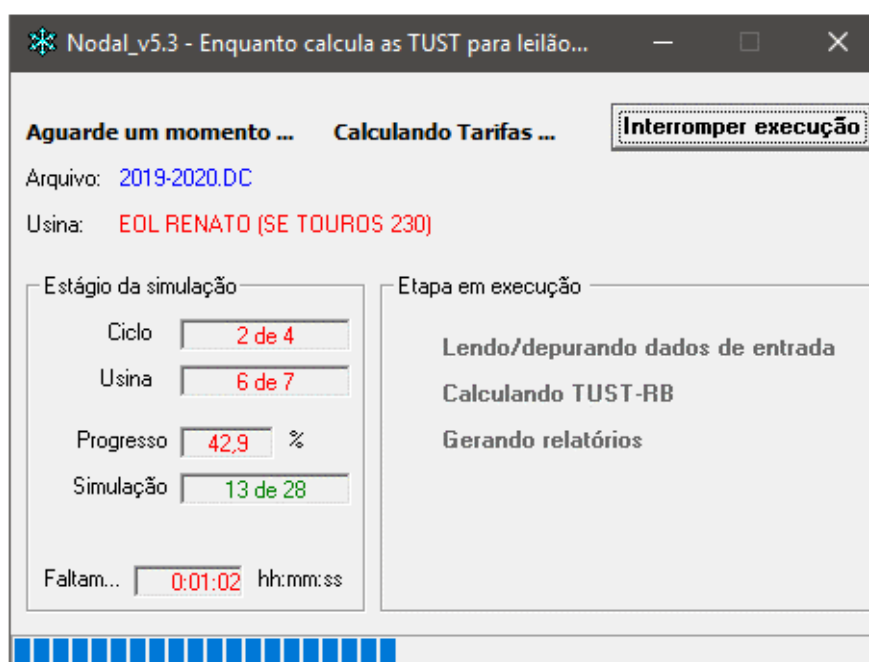 Nodal_v5.3 - Enquanto calcula as TUST para leilão...
Aguarde um momento ... Calculando Tarifas ... Interromper execução
Arquivo: 2019-2020.DC
Usina: EOL RENATO (SE TOUROS 230)
Estágio da simulação
Ciclo 2 de 4
Usina 6 de 7
Progresso 42,9 %
Simulação 13 de 28
Faltam... 0:01:02 hh:mm:ss
Etapa em execução
Lendo/depurando dados de entrada
Calculando TUST-RB
Gerando relatórios